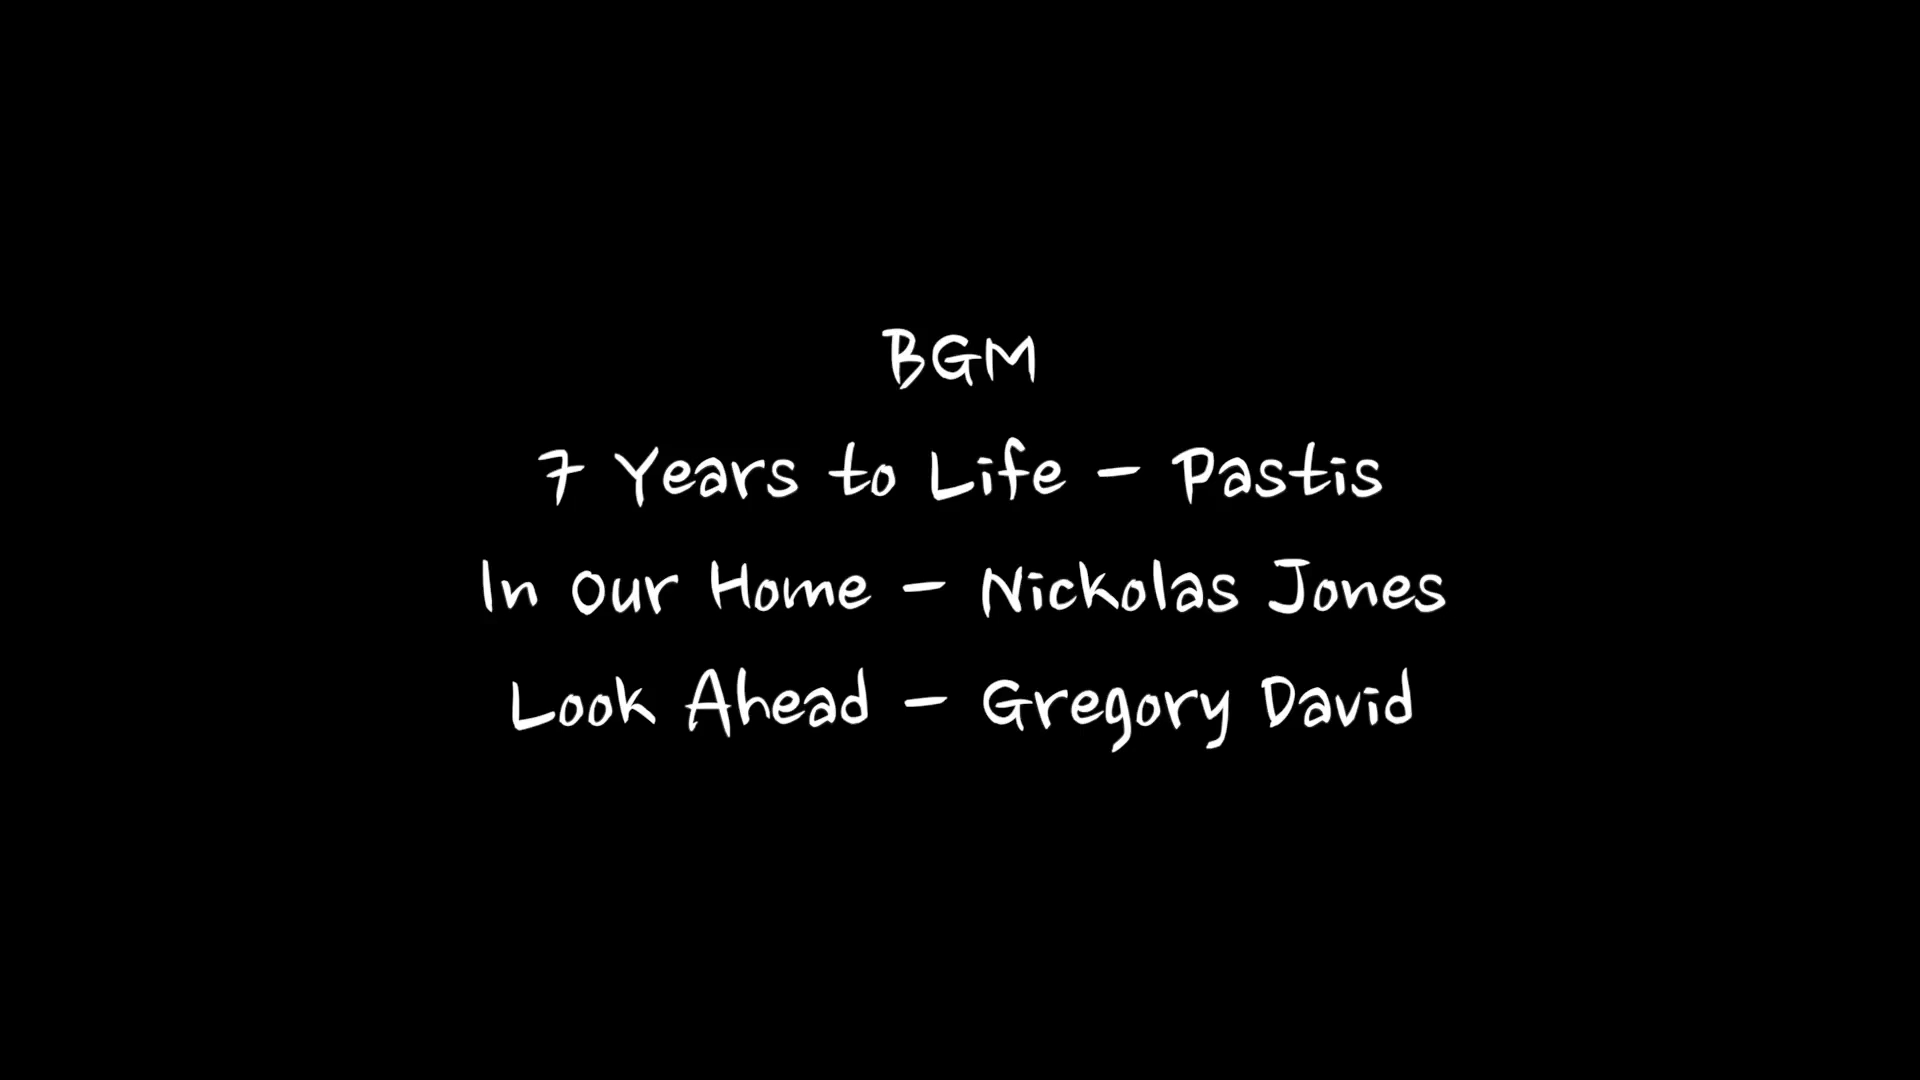 BGM
7 Years to Life - Pastis
In Our Home - Nickolas Jones
Look Ahead - Gregory David